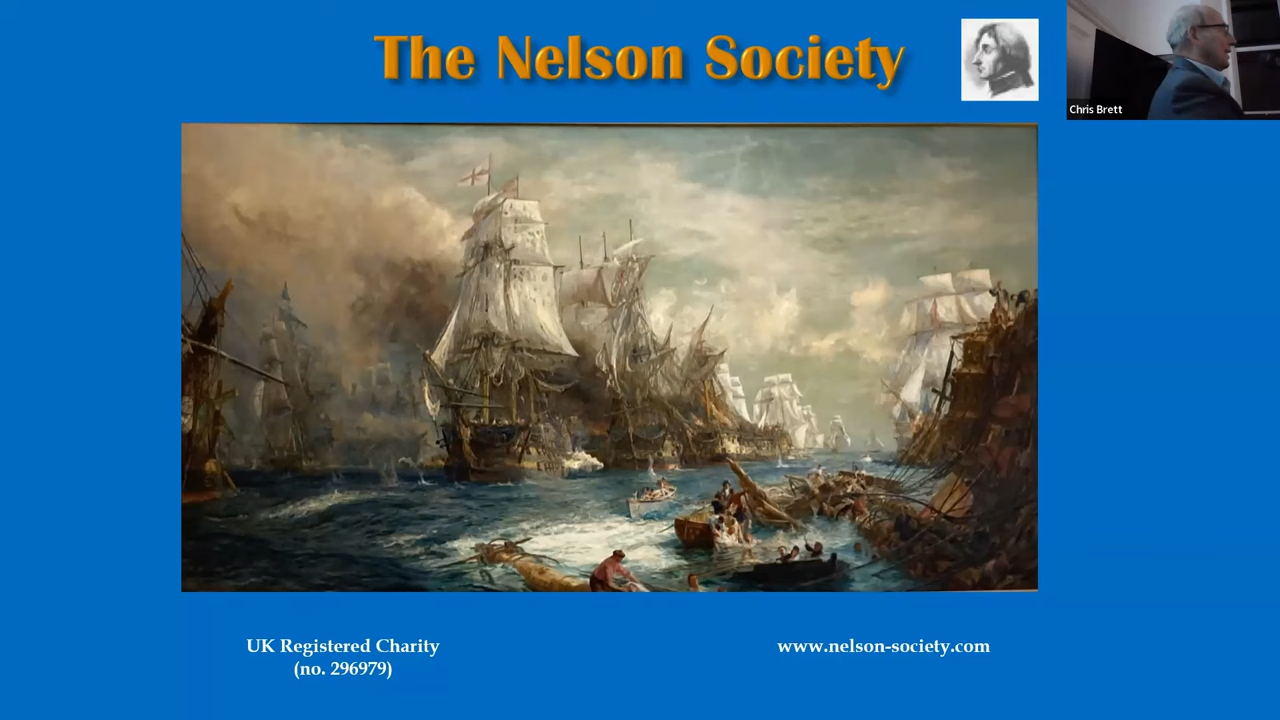 The Nelson Society
Chris Brett
UK Registered Charity
(no. 296979)
www.nelson-society.com